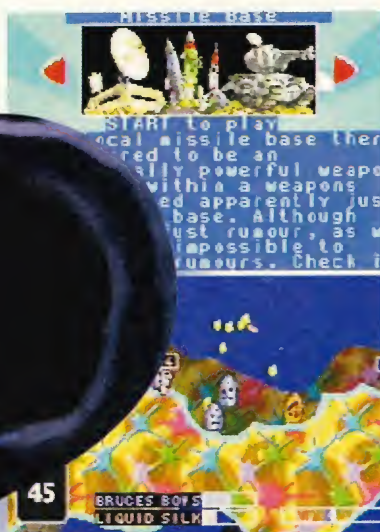 Missile Base
START to play
ocal missile base ther
red to be an
ally powerful weapo
within a weapons
ed apparently jus
base. Although
just rumour, as w
impossible to
rumours. Check i
45
BRUCES BOYS
LIQUID SILK